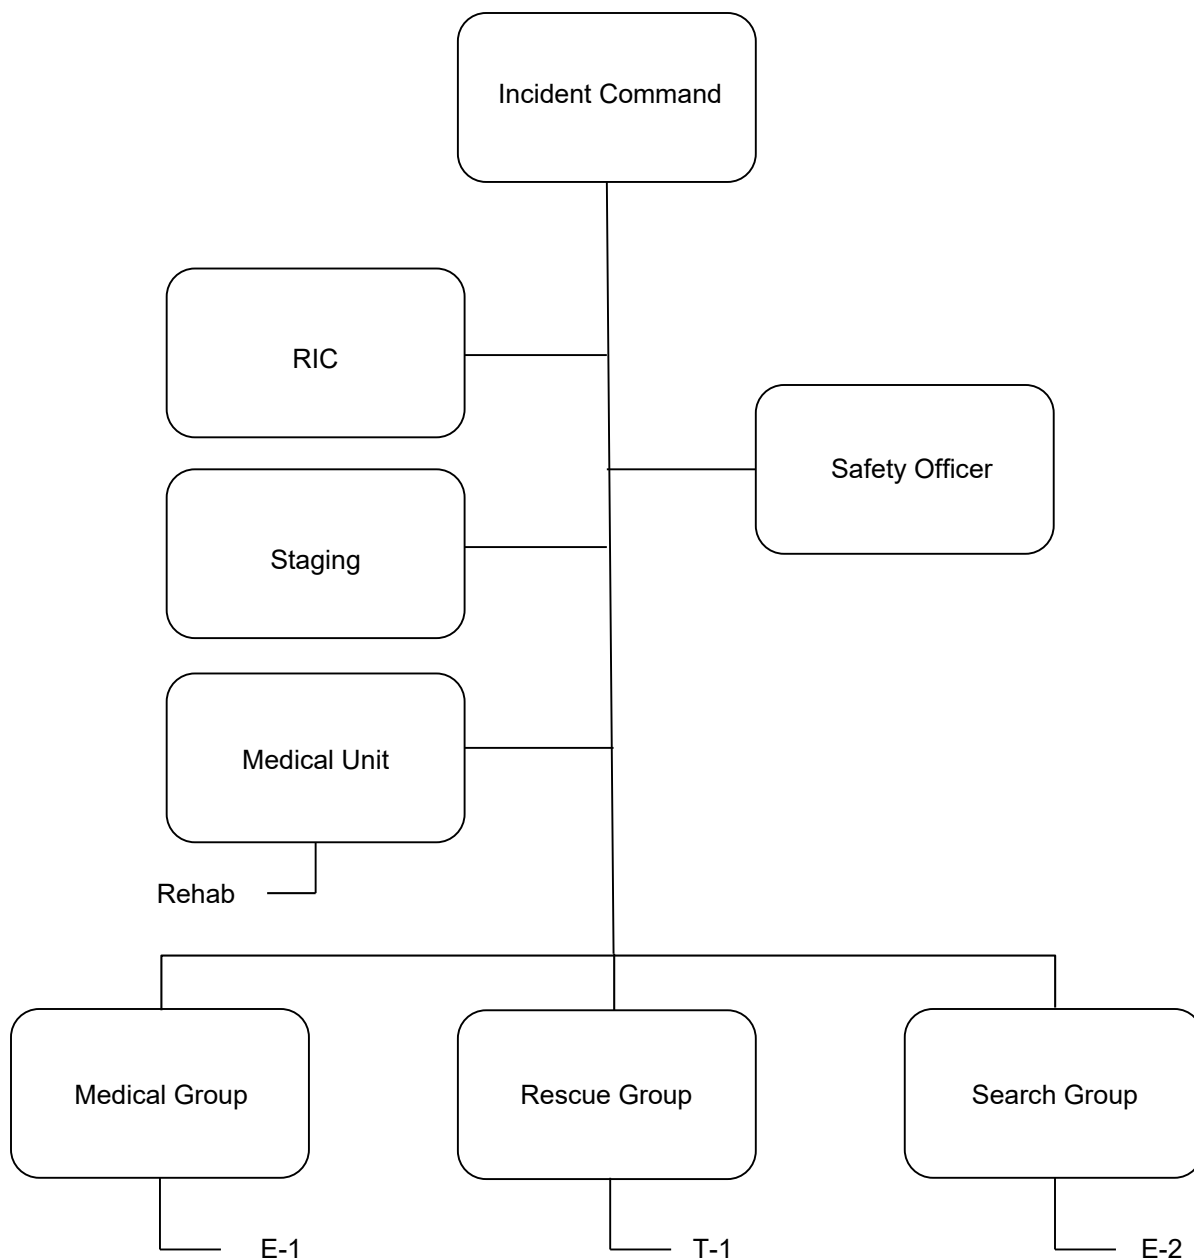 Incident Command
RIC
Safety Officer
Staging
Medical Unit
Rehab
Medical Group
Rescue Group
Search Group
E-1
T-1
E-2